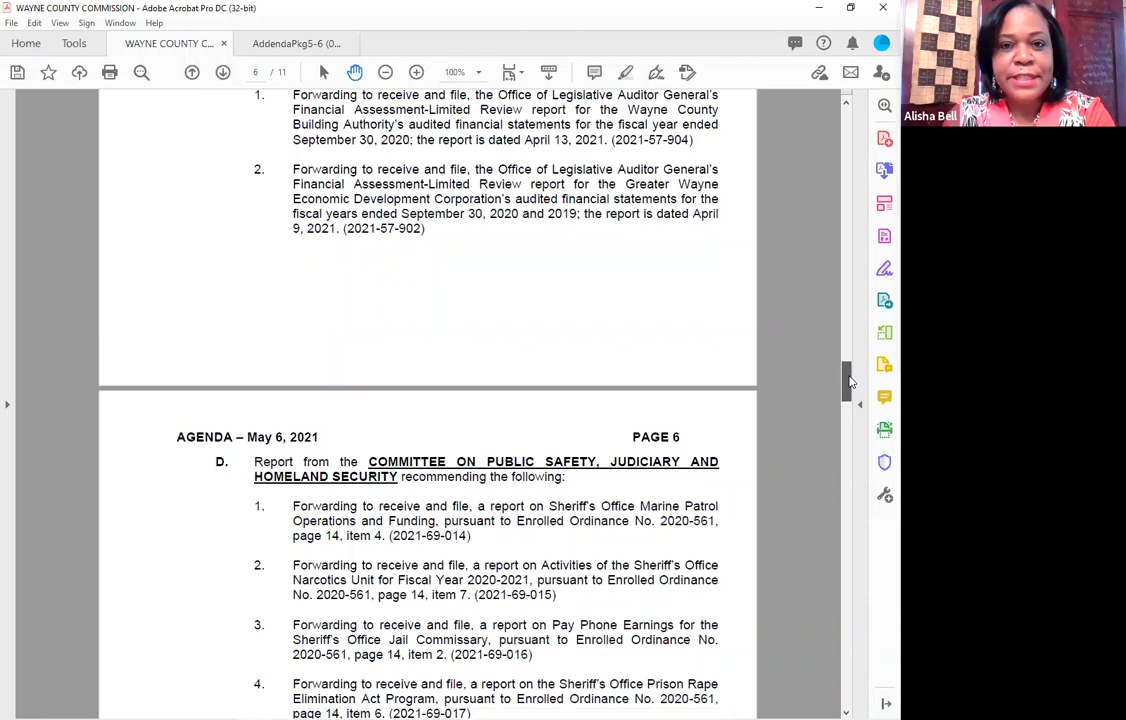 WAYNE COUNTY COMMISSION - Adobe Acrobat Pro DC (32-bit)
File Edit View Sign Window Help
Home Tools WAYNE COUNTY C... × AddendaPkg5-6 (0...
6 / 11 100%
1. Forwarding to receive and file, the Office of Legislative Auditor General's
Financial Assessment-Limited Review report for the Wayne County
Building Authority's audited financial statements for the fiscal year ended
September 30, 2020; the report is dated April 13, 2021. (2021-57-904)
2. Forwarding to receive and file, the Office of Legislative Auditor General's
Financial Assessment-Limited Review report for the Greater Wayne
Economic Development Corporation's audited financial statements for the
fiscal years ended September 30, 2020 and 2019; the report is dated April
9, 2021. (2021-57-902)
AGENDA – May 6, 2021 PAGE 6
D. Report from the COMMITTEE ON PUBLIC SAFETY, JUDICIARY AND
HOMELAND SECURITY recommending the following:
1. Forwarding to receive and file, a report on Sheriff's Office Marine Patrol
Operations and Funding, pursuant to Enrolled Ordinance No. 2020-561,
page 14, item 4. (2021-69-014)
2. Forwarding to receive and file, a report on Activities of the Sheriff's Office
Narcotics Unit for Fiscal Year 2020-2021, pursuant to Enrolled Ordinance
No. 2020-561, page 14, item 7. (2021-69-015)
3. Forwarding to receive and file, a report on Pay Phone Earnings for the
Sheriff's Office Jail Commissary, pursuant to Enrolled Ordinance No.
2020-561, page 14, item 2. (2021-69-016)
4. Forwarding to receive and file, a report on the Sheriff's Office Prison Rape
Elimination Act Program, pursuant to Enrolled Ordinance No. 2020-561,
page 14, item 6. (2021-69-017)
Alisha Bell